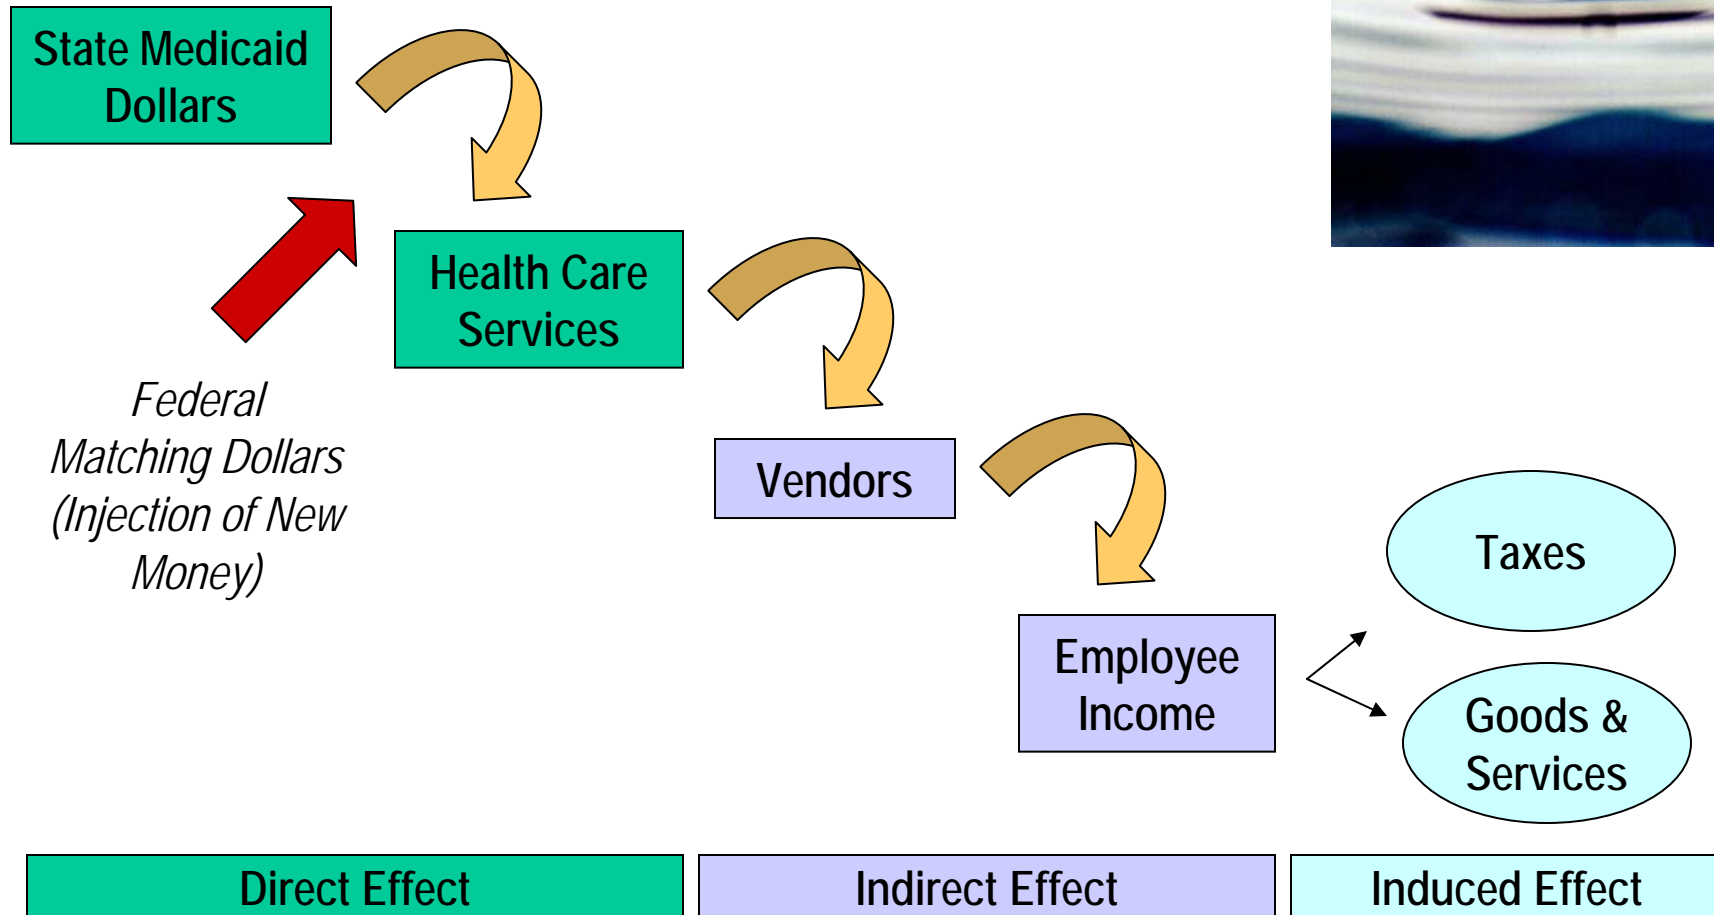 State Medicaid
Dollars
Health Care
Services
Federal
Matching Dollars
(Injection of New
Money)
Vendors
Taxes
Employee
Income
Goods &
Services
Direct Effect
Indirect Effect
Induced Effect